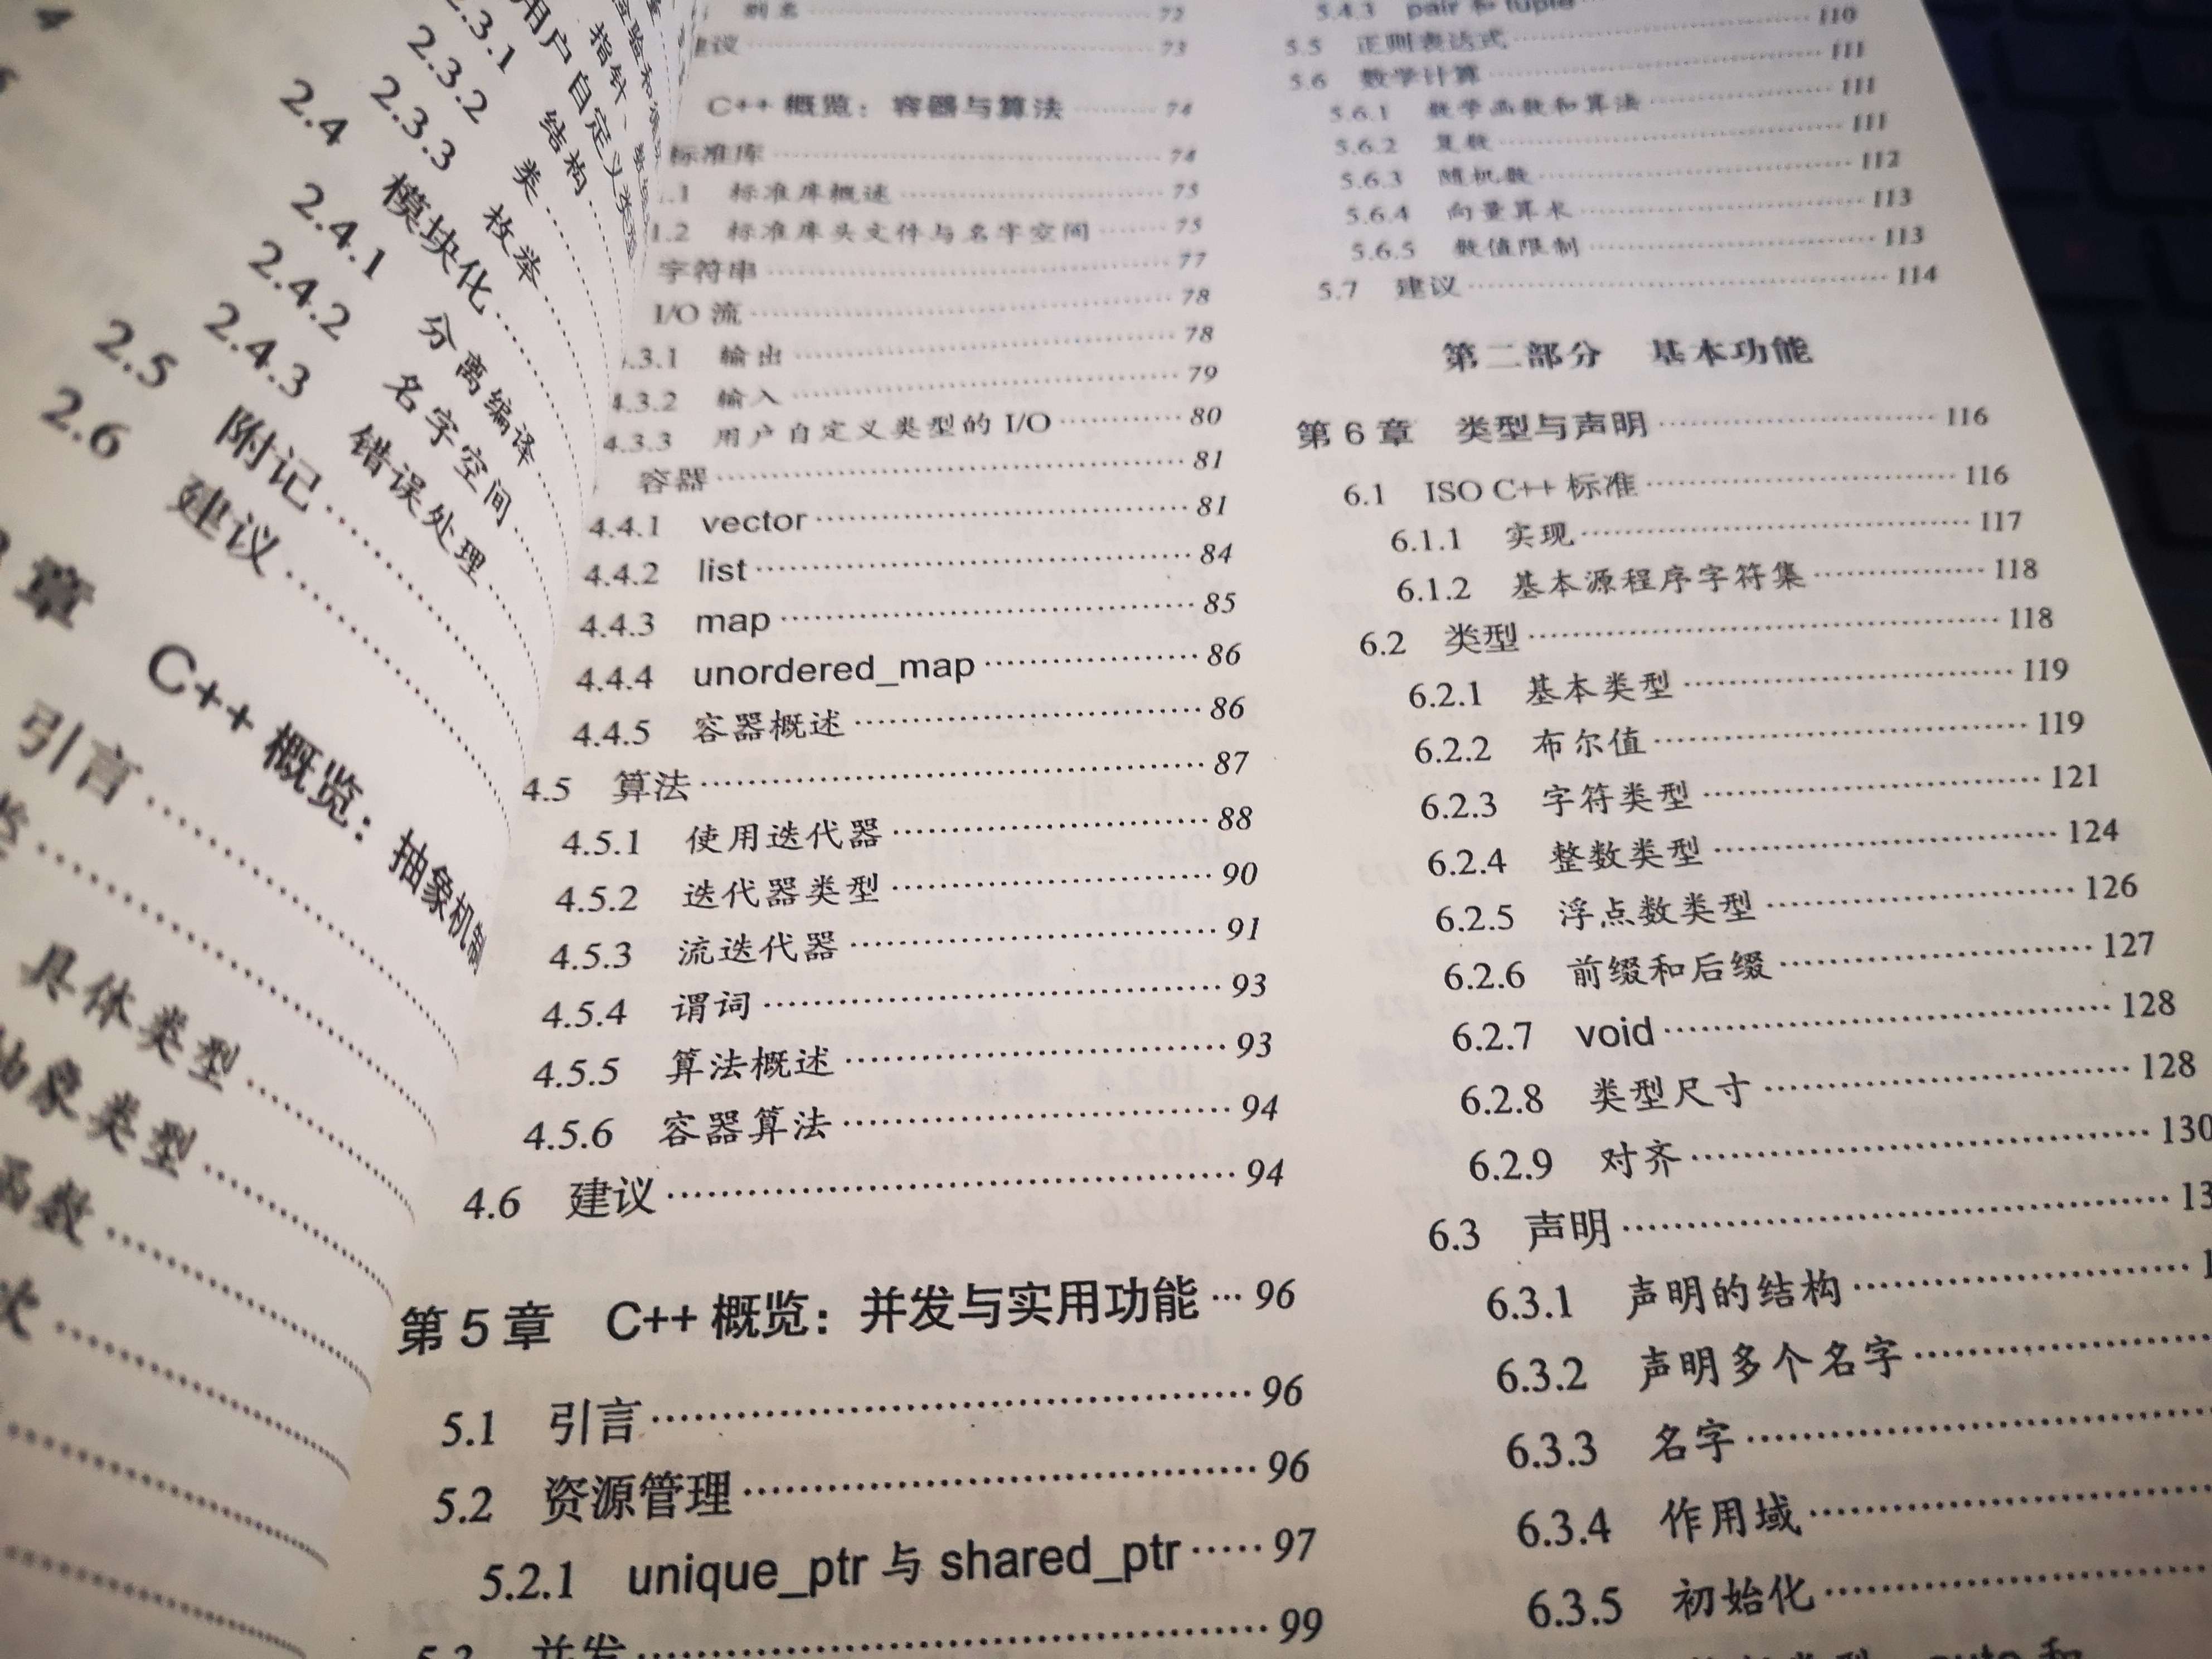 2.3.1
2.3.2 结构
2.3.3 类
枚举
2.4 模块化
2.4.1 分离编译
2.4.2 名字空间
2.4.3 错误处理
2.5 附记
2.6 建议
章 C++ 概览：抽象机制
引言
具体类型
抽象类型
函数
72
建议 73
C++ 概览：容器与算法 74
标准库 74
.1 标准库概述 75
1.2 标准库头文件与名字空间 75
字符串 77
I/O 流 78
.3.1 输出 78
4.3.2 输入 79
4.3.3 用户自定义类型的 I/O 80
容器 81
4.4.1 vector 81
4.4.2 list 84
4.4.3 map 85
4.4.4 unordered_map 86
4.4.5 容器概述 86
4.5 算法 87
4.5.1 使用迭代器 88
4.5.2 迭代器类型 90
4.5.3 流迭代器 91
4.5.4 谓词 93
4.5.5 算法概述 93
4.5.6 容器算法 94
4.6 建议 94
第 5 章 C++ 概览：并发与实用功能 96
5.1 引言 96
5.2 资源管理 96
5.2.1 unique_ptr 与 shared_ptr 97
5.3 并发 99
5.4.3 pair 和 tuple 110
5.5 正则表达式 111
5.6 数学计算 111
5.6.1 数学函数和算法 111
5.6.2 复数 112
5.6.3 随机数 113
5.6.4 向量算术 113
5.6.5 数值限制 114
5.7 建议
第二部分 基本功能
第 6 章 类型与声明 116
6.1 ISO C++ 标准 116
6.1.1 实现 117
6.1.2 基本源程序字符集 118
6.2 类型 118
6.2.1 基本类型 119
6.2.2 布尔值 119
6.2.3 字符类型 121
6.2.4 整数类型 124
6.2.5 浮点数类型 126
6.2.6 前缀和后缀 127
6.2.7 void 128
6.2.8 类型尺寸 128
6.2.9 对齐 130
6.3 声明 13
6.3.1 声明的结构 1
6.3.2 声明多个名字
6.3.3 名字
6.3.4 作用域
6.3.5 初始化
auto 和